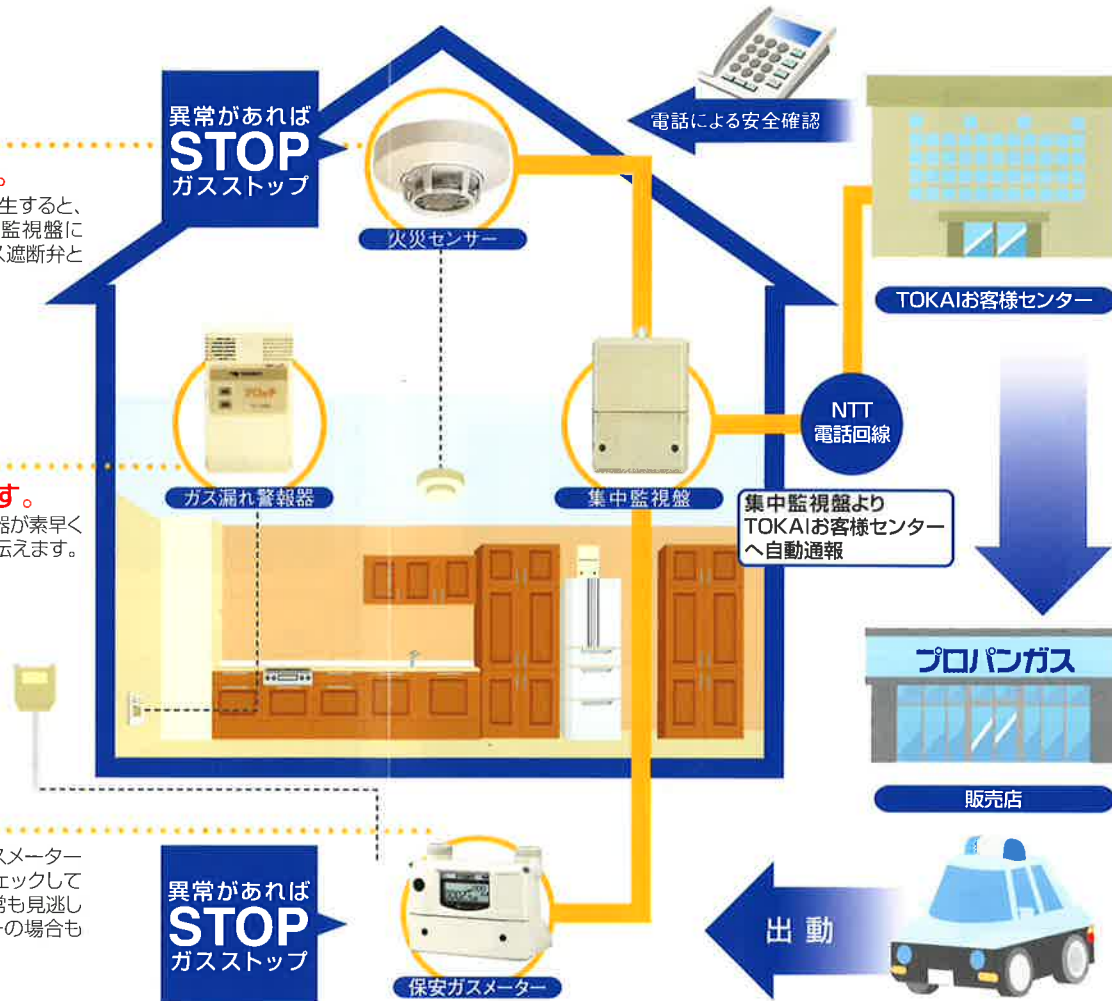 異常があれば
STOP
ガスストップ
電話による安全確認
。
生すると、
監視盤に
ス遮断弁と
火災センサー
TOKAIお客様センター
NTT
電話回線
ガス漏れ警報器
集中監視盤
す。
器が素早く
伝えます。
集中監視盤より
TOKAIお客様センター
へ自動通報
プロパンガス
販売店
スメーター
ェックして
常も見逃し
ーの場合も
異常があれば
STOP
ガスストップ
出動
保安ガスメーター